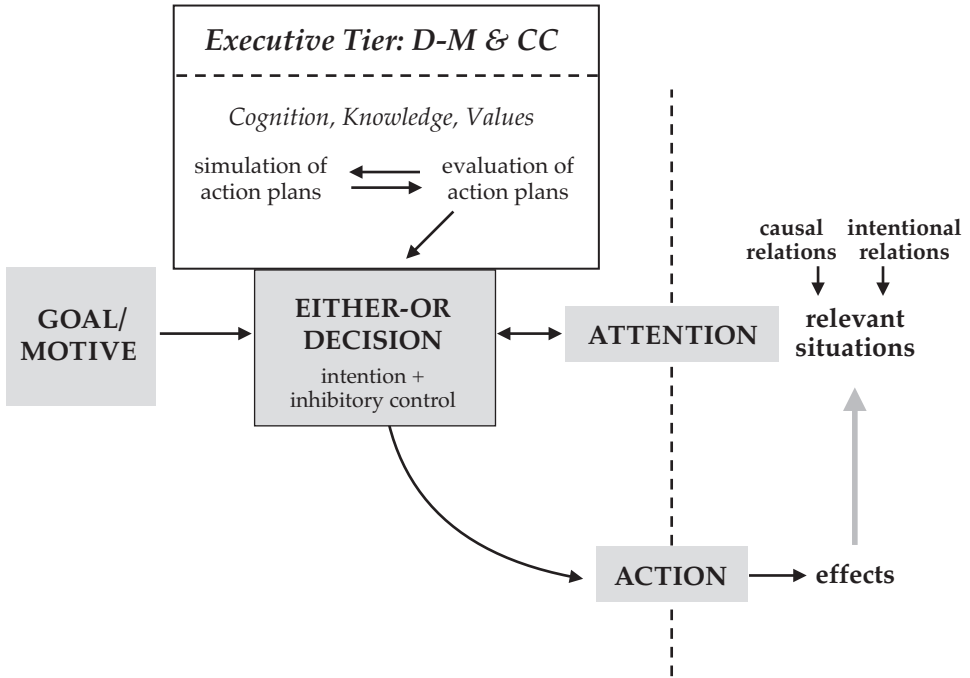 Executive Tier: D-M & CC
Cognition, Knowledge, Values
simulation of
action plans
evaluation of
action plans
GOAL/
MOTIVE
EITHER-OR
DECISION
intention +
inhibitory control
ATTENTION
causal
relations
intentional
relations
relevant
situations
ACTION
effects